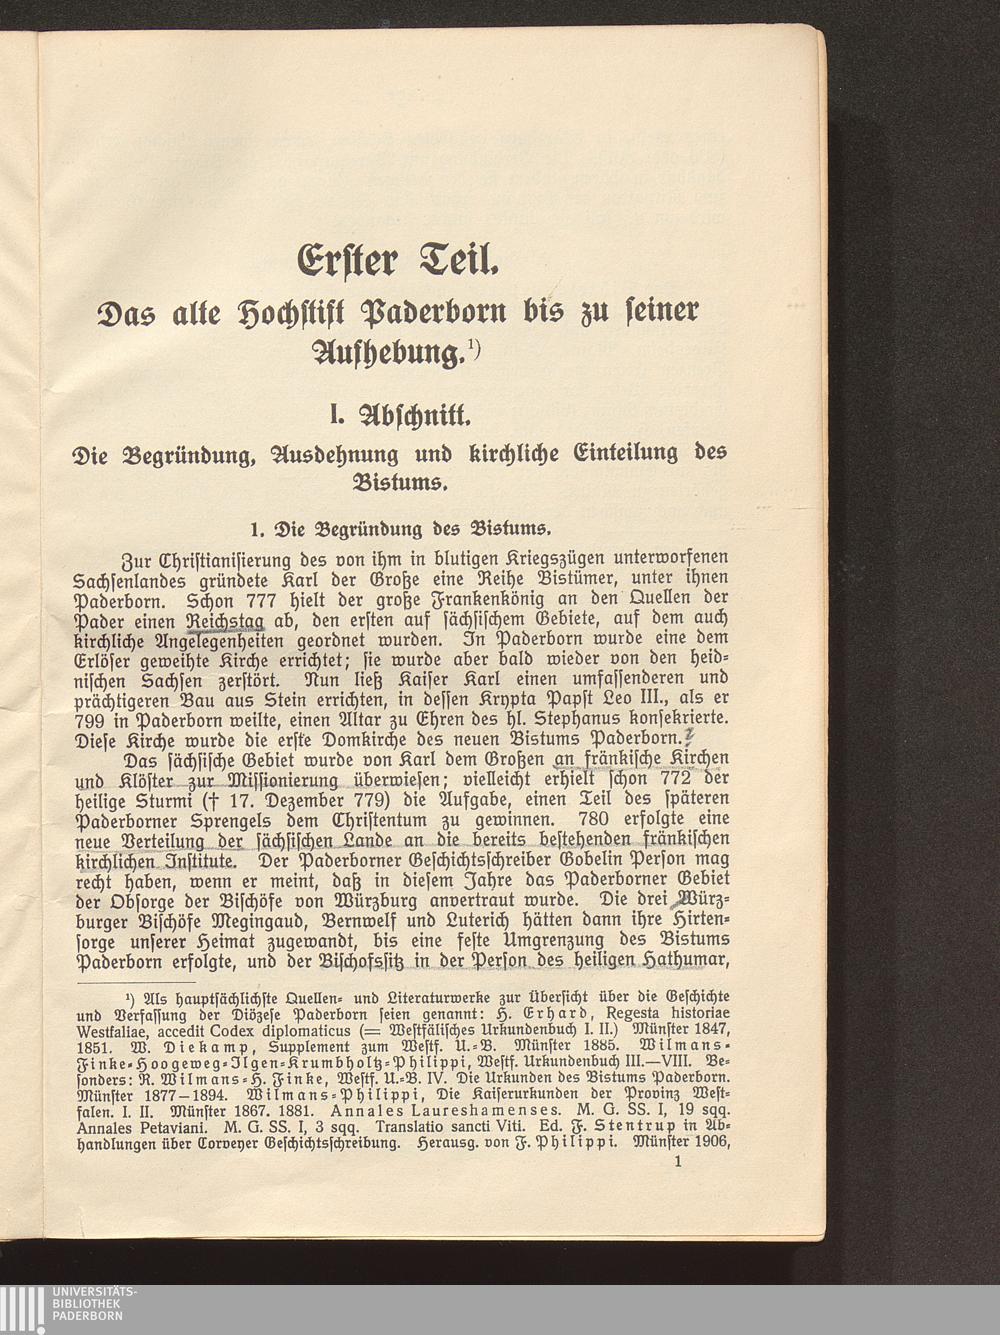 Erster Teil.
Das alte Hochstift Paderborn bis zu seiner
Aufhebung.¹)
I. Abschnitt.
Die Begründung, Ausdehnung und kirchliche Einteilung des
Bistums.
1. Die Begründung des Bistums.
Zur Christianisierung des von ihm in blutigen Kriegszügen unterworfenen
Sachsenlandes gründete Karl der Große eine Reihe Bistümer, unter ihnen
Paderborn. Schon 777 hielt der große Frankenkönig an den Quellen der
Pader einen Reichstag ab, den ersten auf sächsischem Gebiete, auf dem auch
kirchliche Angelegenheiten geordnet wurden. In Paderborn wurde eine dem
Erlöser geweihte Kirche errichtet; sie wurde aber bald wieder von den heid-
nischen Sachsen zerstört. Nun ließ Kaiser Karl einen umfassenderen und
prächtigeren Bau aus Stein errichten, in dessen Krypta Papst Leo III., als er
799 in Paderborn weilte, einen Altar zu Ehren des hl. Stephanus konsekrierte.
Diese Kirche wurde die erste Domkirche des neuen Bistums Paderborn.
Das sächsische Gebiet wurde von Karl dem Großen an fränkische Kirchen
und Klöster zur Missionierung überwiesen; vielleicht erhielt schon 772 der
heilige Sturmi († 17. Dezember 779) die Aufgabe, einen Teil des späteren
Paderborner Sprengels dem Christentum zu gewinnen. 780 erfolgte eine
neue Verteilung der sächsischen Lande an die bereits bestehenden fränkischen
kirchlichen Institute. Der Paderborner Geschichtsschreiber Gobelin Person mag
recht haben, wenn er meint, daß in diesem Jahre das Paderborner Gebiet
der Obsorge der Bischöfe von Würzburg anvertraut wurde. Die drei Würz-
burger Bischöfe Megingaud, Bernwelf und Luterich hätten dann ihre Hirten-
sorge unserer Heimat zugewandt, bis eine feste Umgrenzung des Bistums
Paderborn erfolgte, und der Bischofssitz in der Person des heiligen Hathumar,
¹) Als hauptsächlichste Quellen- und Literaturwerke zur Übersicht über die Geschichte
und Verfassung der Diözese Paderborn seien genannt: H. Erhard, Regesta historiae
Westfaliae, accedit Codex diplomaticus (= Westfälisches Urkundenbuch I. II.) Münster 1847,
1851. W. Diekamp, Supplement zum Westf. U.-B. Münster 1885. Wilmans-
Finke-Hoogeweg-Ilgen-Krumbholtz-Philippi, Westf. Urkundenbuch III.—VIII. Be-
sonders: R. Wilmans-H. Finke, Westf. U.-B. IV. Die Urkunden des Bistums Paderborn.
Münster 1877–1894. Wilmans-Philippi, Die Kaiserurkunden der Provinz West-
falen. I. II. Münster 1867. 1881. Annales Laureshamenses. M. G. SS. I, 19 sqq.
Annales Petaviani. M. G. SS. I, 3 sqq. Translatio sancti Viti. Ed. F. Stentrup in Ab-
handlungen über Corveyer Geschichtsschreibung. Herausg. von F. Philippi. Münster 1906,
1
UNIVERSITÄTS-
BIBLIOTHEK
PADERBORN